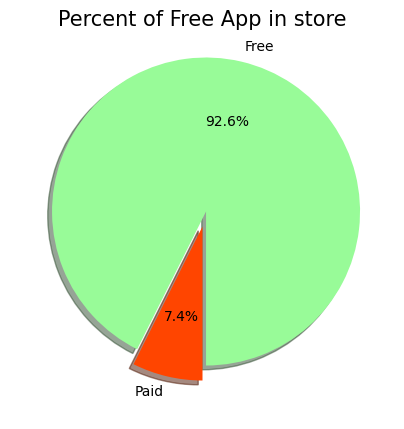 Percent of Free App in store
Free
92.6%
7.4%
Paid